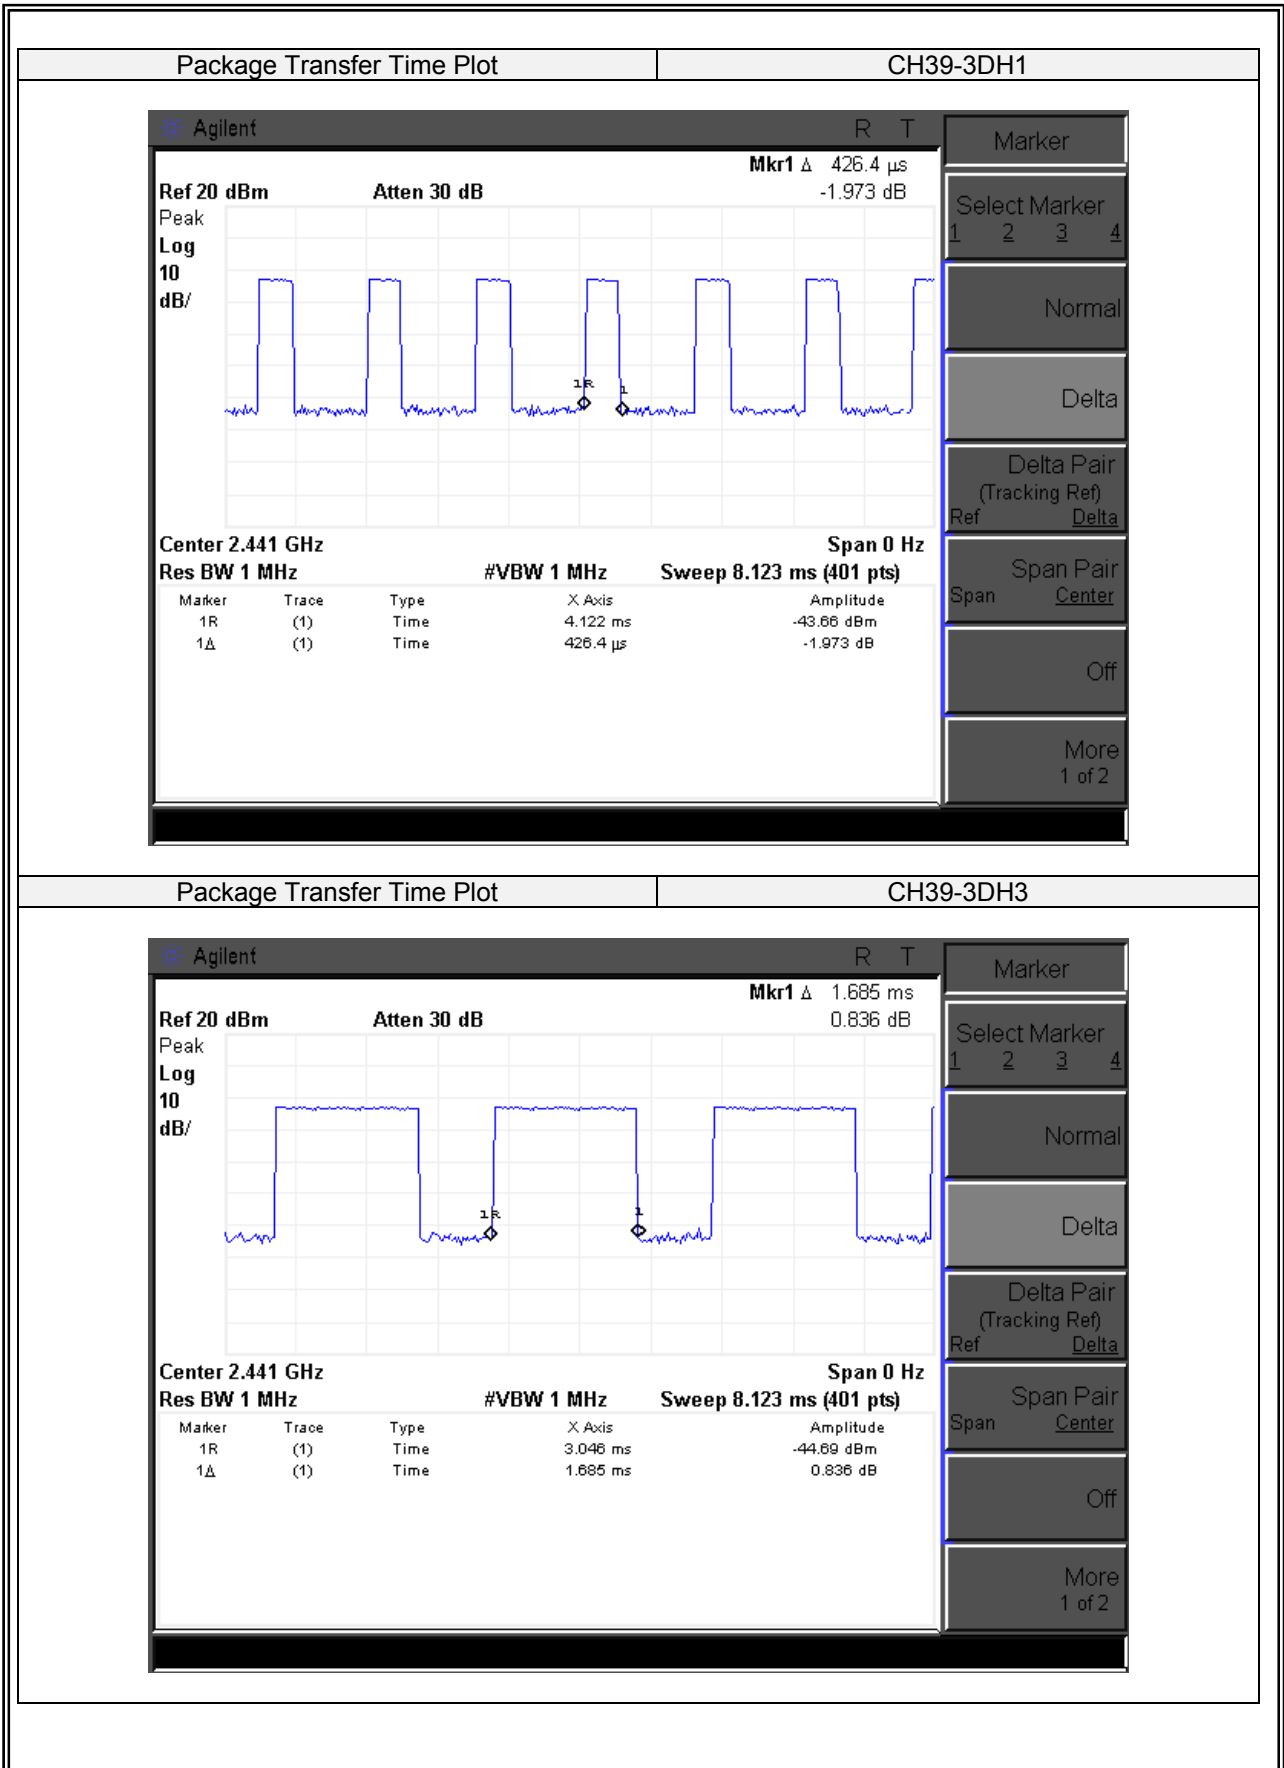 Package Transfer Time Plot CH39-3DH1
Agilent R T
Marker
Mkr1 Δ 426.4 µs
Ref 20 dBm Atten 30 dB -1.973 dB
Peak
Log
10
dB/
Select Marker
1 2 3 4
Normal
1R 1
Delta
Delta Pair
(Tracking Ref)
Ref Delta
Center 2.441 GHz Span 0 Hz
Res BW 1 MHz #VBW 1 MHz Sweep 8.123 ms (401 pts)
Span Pair
Span Center
Marker Trace Type X Axis Amplitude
1R (1) Time 4.122 ms -43.66 dBm
1Δ (1) Time 426.4 µs -1.973 dB
Off
More
1 of 2
Package Transfer Time Plot CH39-3DH3
Agilent R T
Marker
Mkr1 Δ 1.685 ms
Ref 20 dBm Atten 30 dB 0.836 dB
Peak
Log
10
dB/
Select Marker
1 2 3 4
Normal
1R 1
Delta
Delta Pair
(Tracking Ref)
Ref Delta
Center 2.441 GHz Span 0 Hz
Res BW 1 MHz #VBW 1 MHz Sweep 8.123 ms (401 pts)
Span Pair
Span Center
Marker Trace Type X Axis Amplitude
1R (1) Time 3.046 ms -44.69 dBm
1Δ (1) Time 1.685 ms 0.836 dB
Off
More
1 of 2